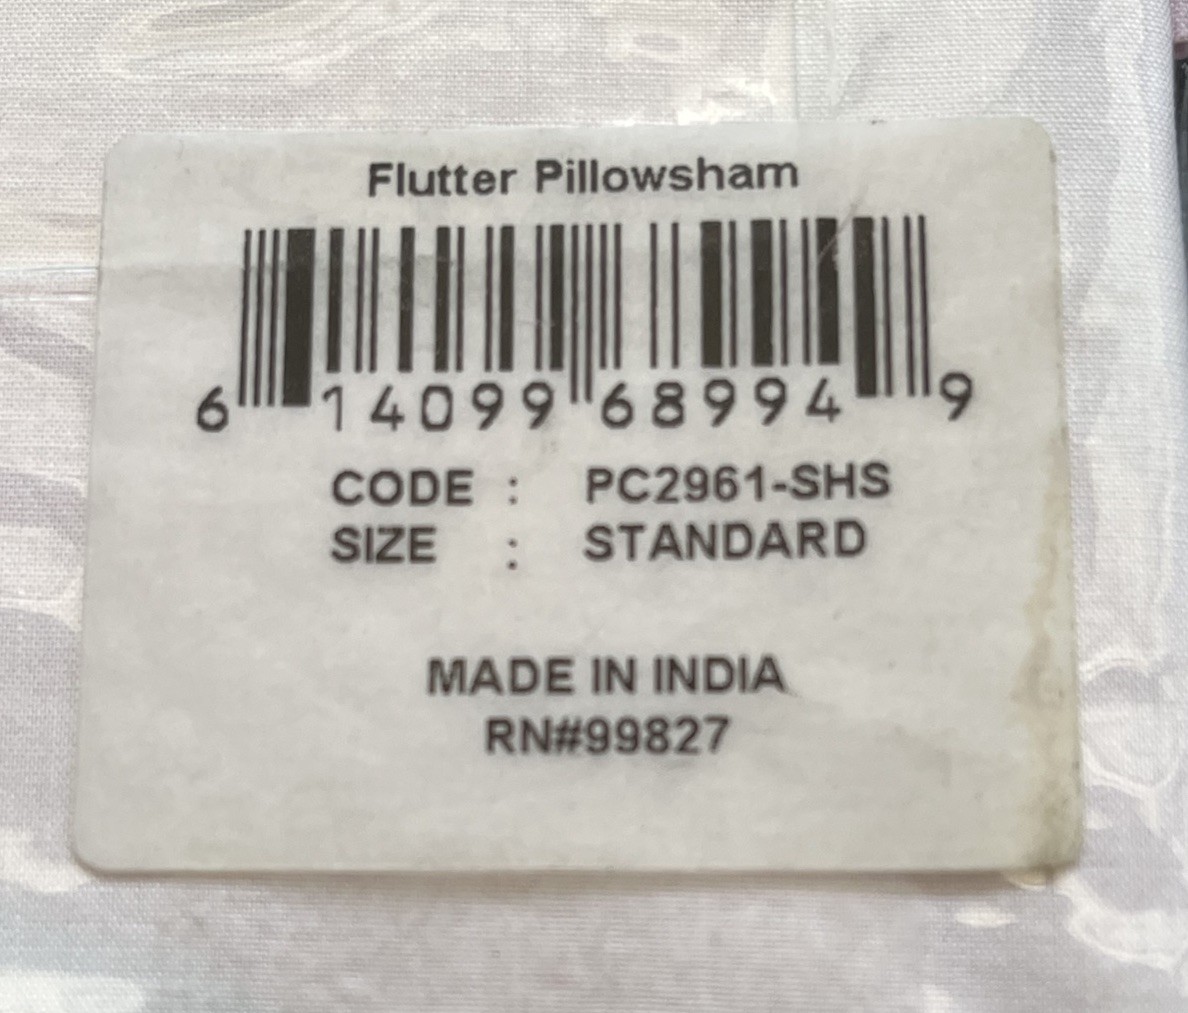 Flutter Pillowsham
6 14099 68994 9
CODE : PC2961-SHS
SIZE : STANDARD
MADE IN INDIA
RN#99827